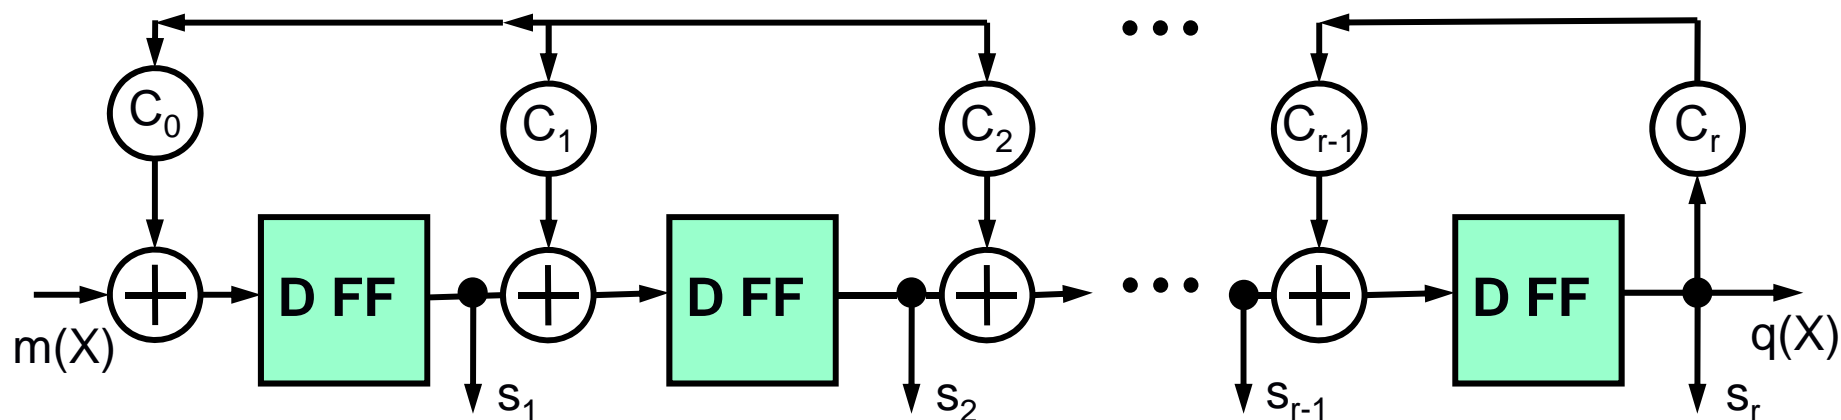 C₀ C₁ C₂ Cᵣ₋₁ Cᵣ
D FF D FF D FF
m(X) q(X)
s₁ s₂ sᵣ₋₁ sᵣ